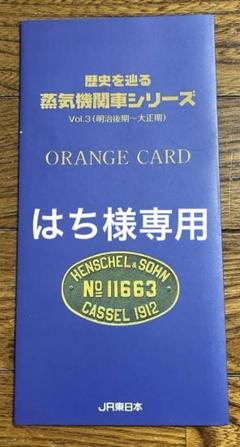 歴史を辿る
蒸気機関車シリーズ
Vol.3(明治後期〜大正期)
ORANGE CARD
はち様専用
HENSCHEL & SOHN
No 11663
CASSEL 1912
JR東日本